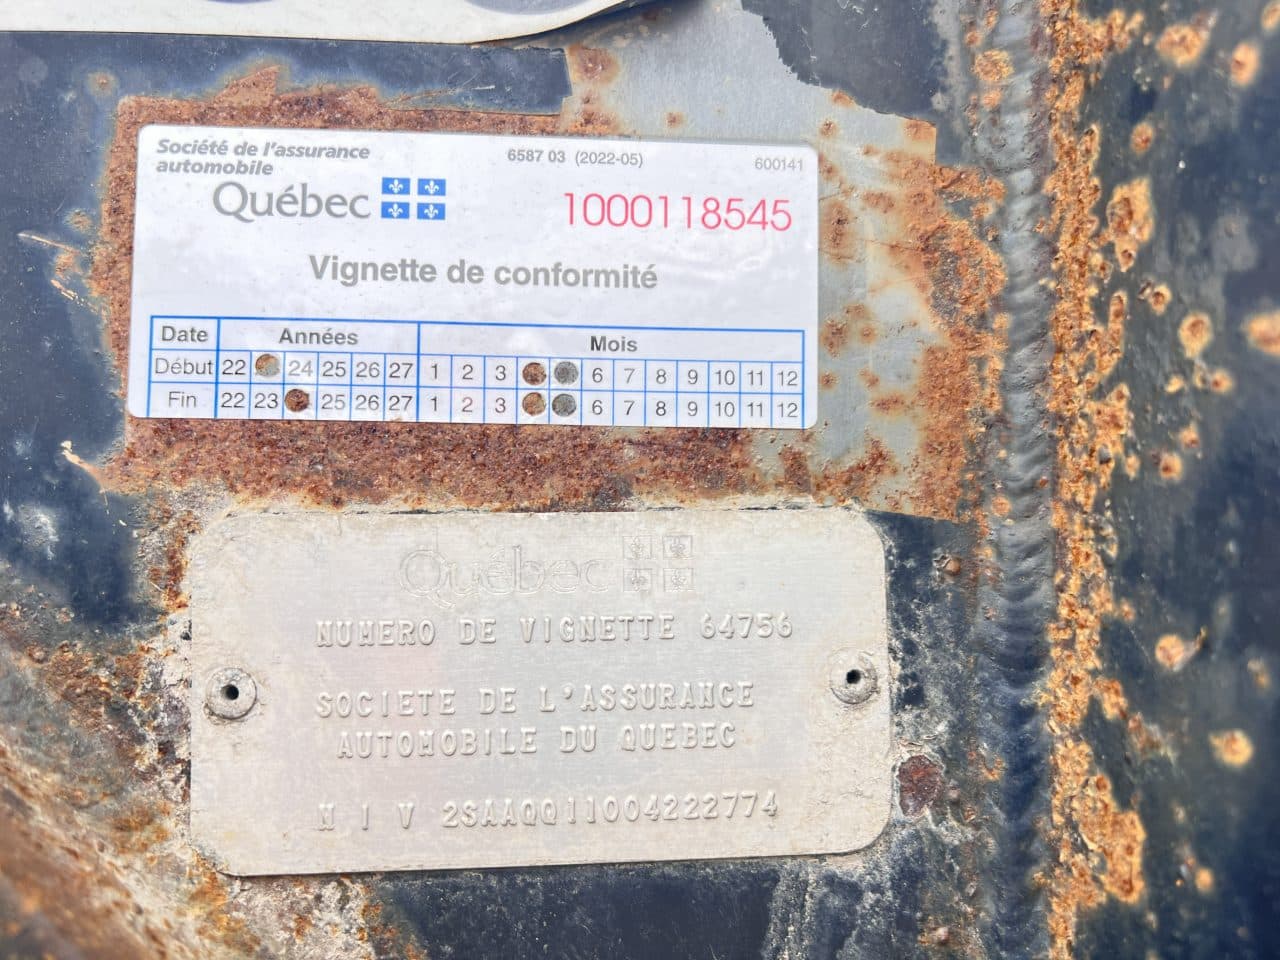 Société de l'assurance
automobile
Québec
6587 03 (2022-05)
600141
1000118545
Vignette de conformité
Date Années Mois
Début 22 24 25 26 27 1 2 3 6 7 8 9 10 11 12
Fin 22 23 25 26 27 1 2 3 6 7 8 9 10 11 12
Québec
NUMERO DE VIGNETTE 64756
SOCIETE DE L'ASSURANCE
AUTOMOBILE DU QUEBEC
N I V 2SAAQQ11004222774